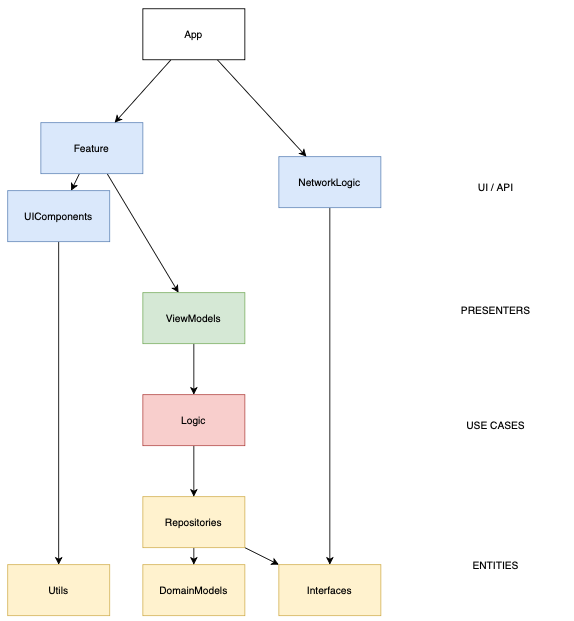 App
Feature
NetworkLogic
UI / API
UIComponents
PRESENTERS
ViewModels
Logic
USE CASES
Repositories
ENTITIES
Utils
DomainModels
Interfaces